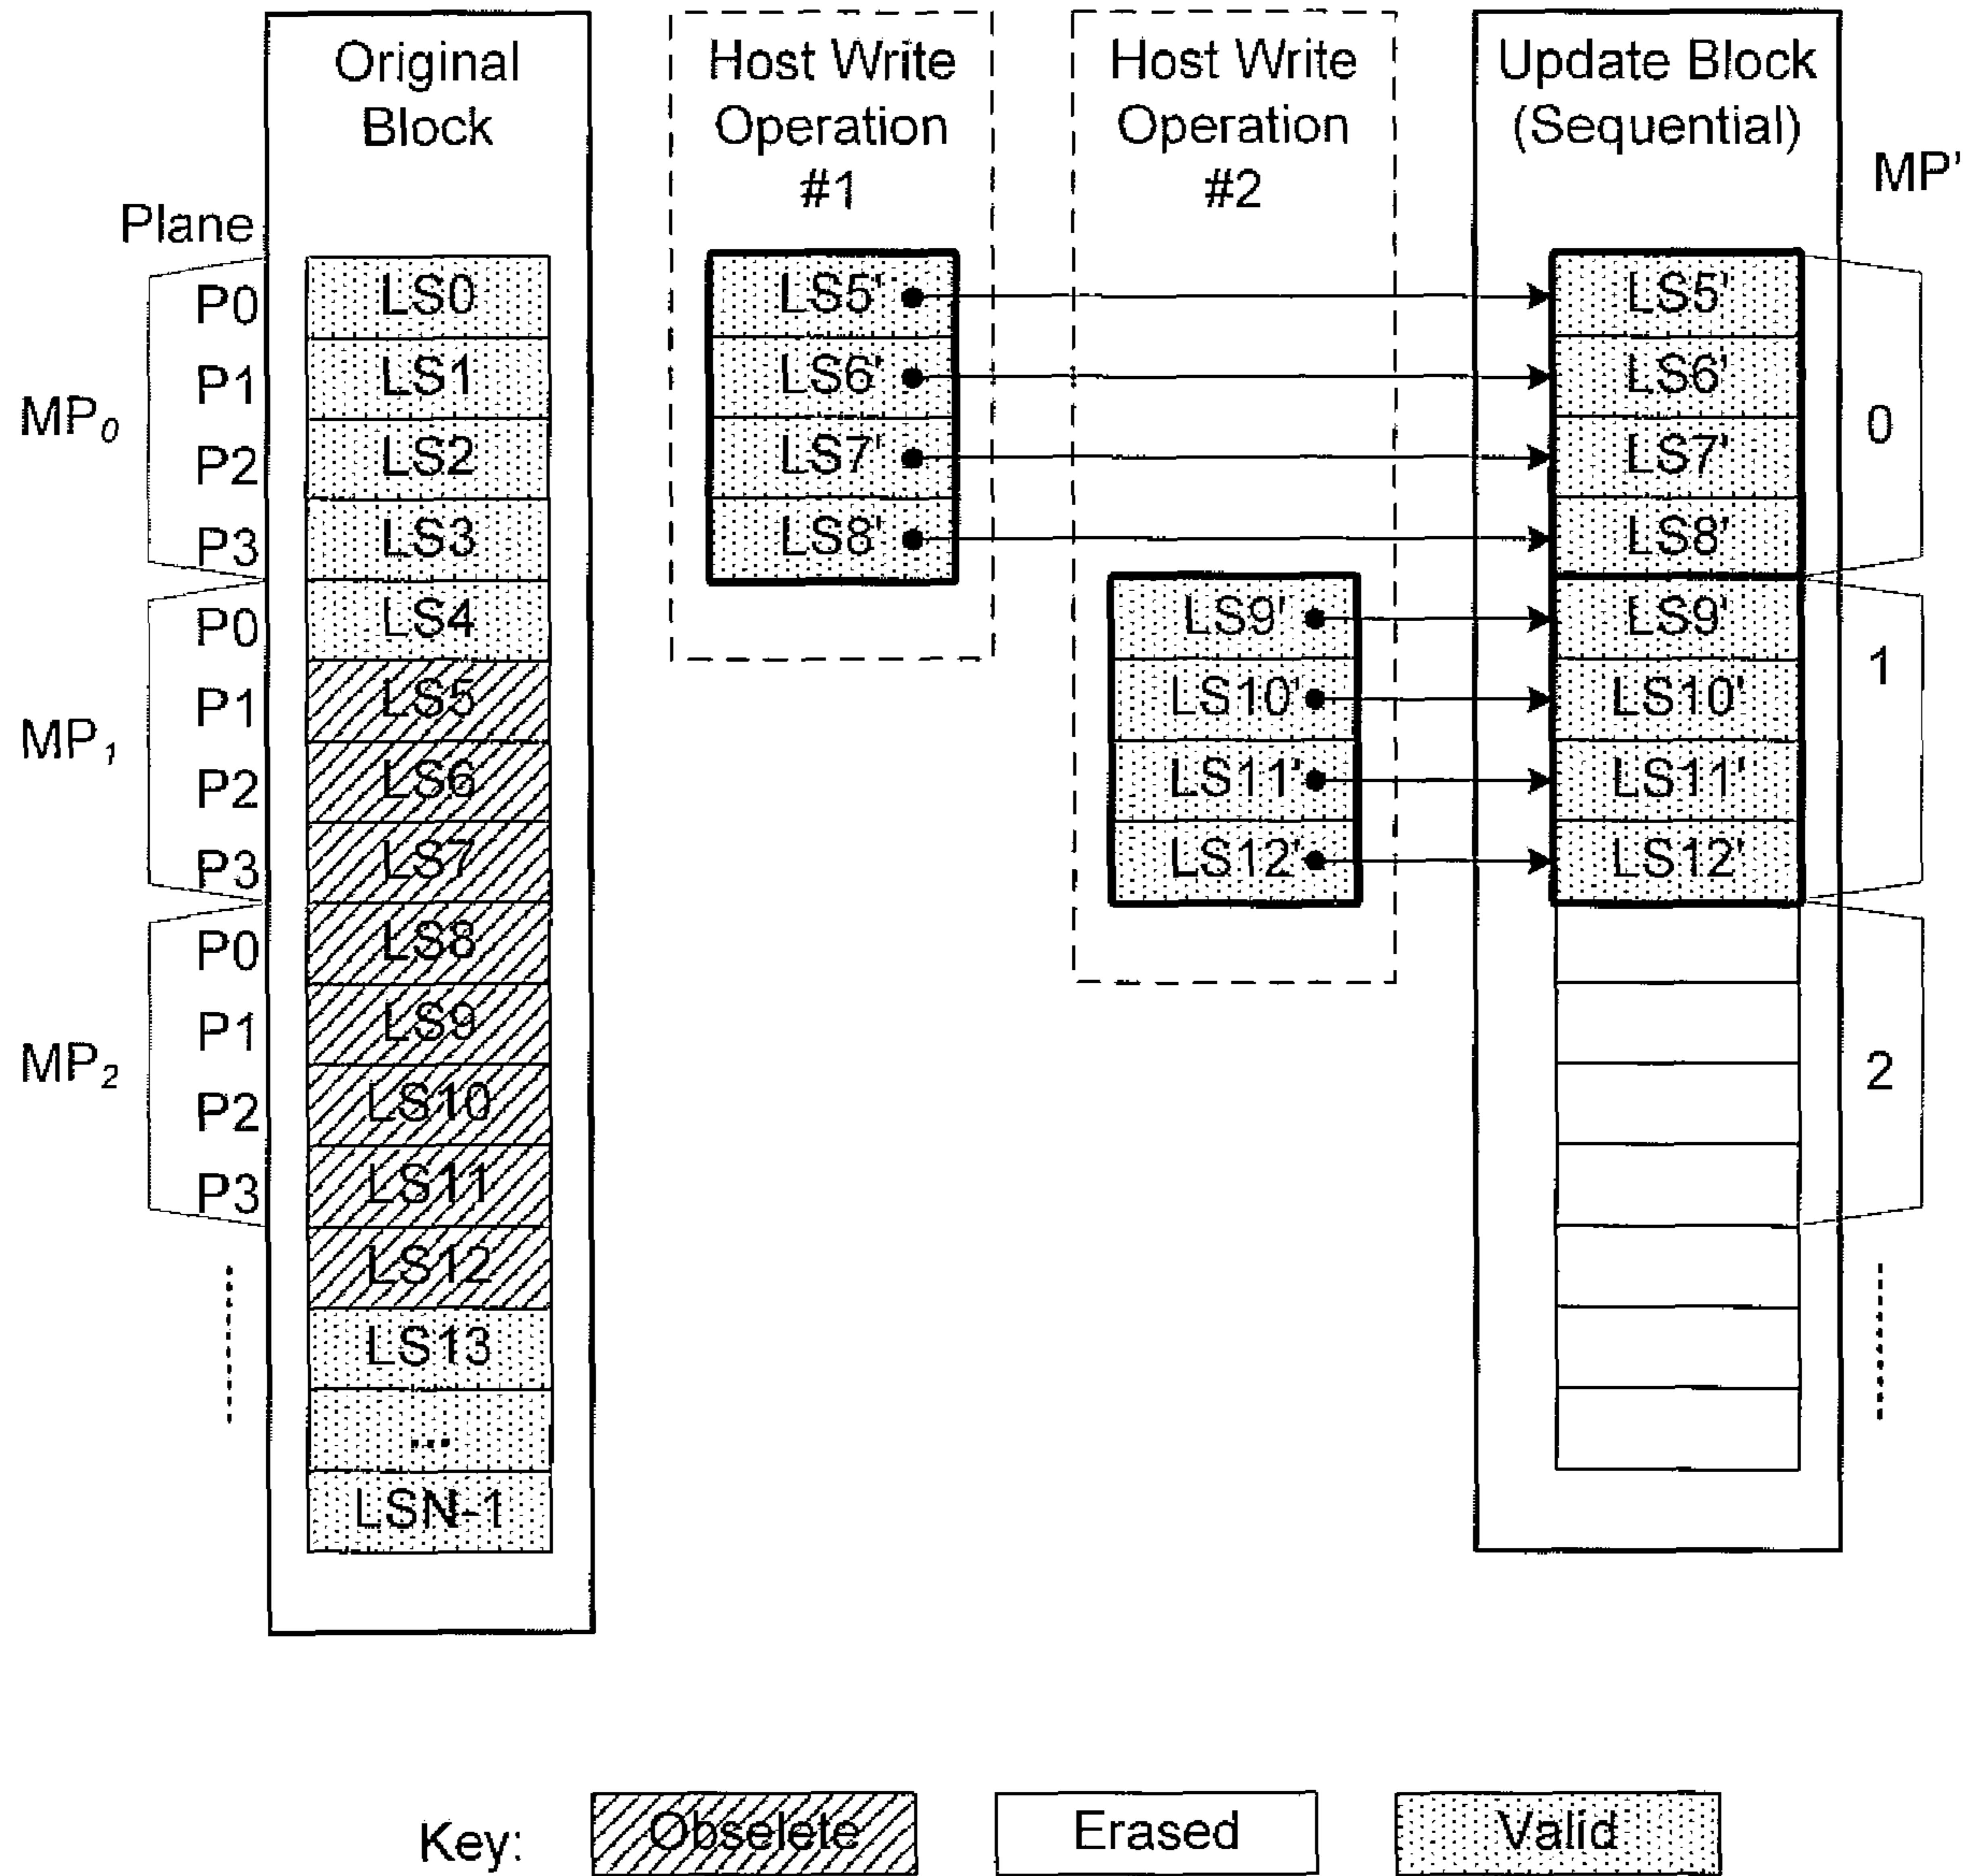 Original
Block
Host Write
Operation
#1
Host Write
Operation
#2
Update Block
(Sequential)
MP'
Plane
MP0
P0
P1
P2
P3
MP1
P0
P1
P2
P3
MP2
P0
P1
P2
P3
LS0
LS1
LS2
LS3
LS4
LS5
LS6
LS7
LS8
LS9
LS10
LS11
LS12
LS13
...
LSN-1
LS5'
LS6'
LS7'
LS8'
LS9'
LS10'
LS11'
LS12'
LS5'
LS6'
LS7'
LS8'
LS9'
LS10'
LS11'
LS12'
0
1
2
Key: Obselete Erased Valid